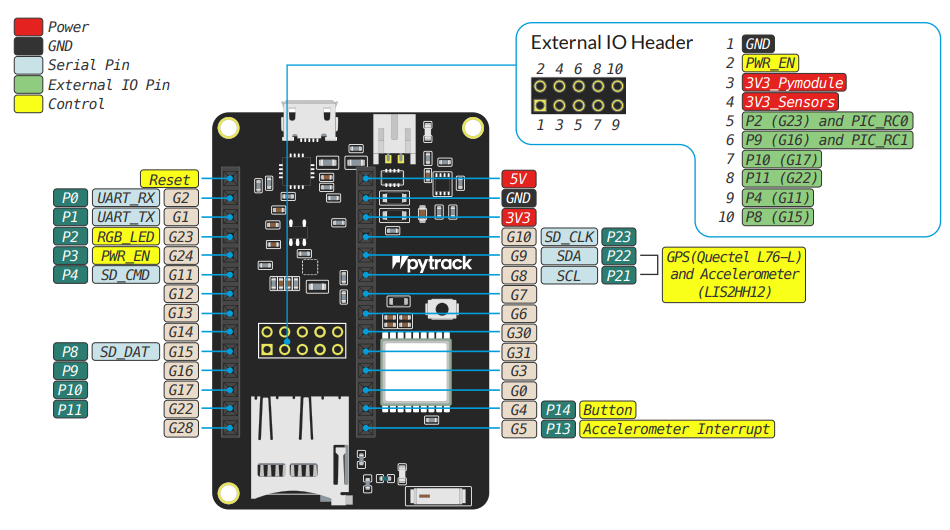 Power
GND
Serial Pin
External IO Pin
Control
External IO Header
2 4 6 8 10
1 3 5 7 9
1 GND
2 PWR_EN
3 3V3_Pymodule
4 3V3_Sensors
5 P2 (G23) and PIC_RC0
6 P9 (G16) and PIC_RC1
7 P10 (G17)
8 P11 (G22)
9 P4 (G11)
10 P8 (G15)
Reset
P0 UART_RX G2
P1 UART_TX G1
P2 RGB_LED G23
P3 PWR_EN G24
P4 SD_CMD G11
G12
G13
G14
P8 SD_DAT G15
P9 G16
P10 G17
P11 G22
G28
pytrack
5V
GND
3V3
G10 SD_CLK P23
G9 SDA P22
G8 SCL P21
G7
G6
G30
G31
G3
G0
G4 P14 Button
G5 P13 Accelerometer Interrupt
GPS(Quectel L76-L)
and Accelerometer
(LIS2HH12)